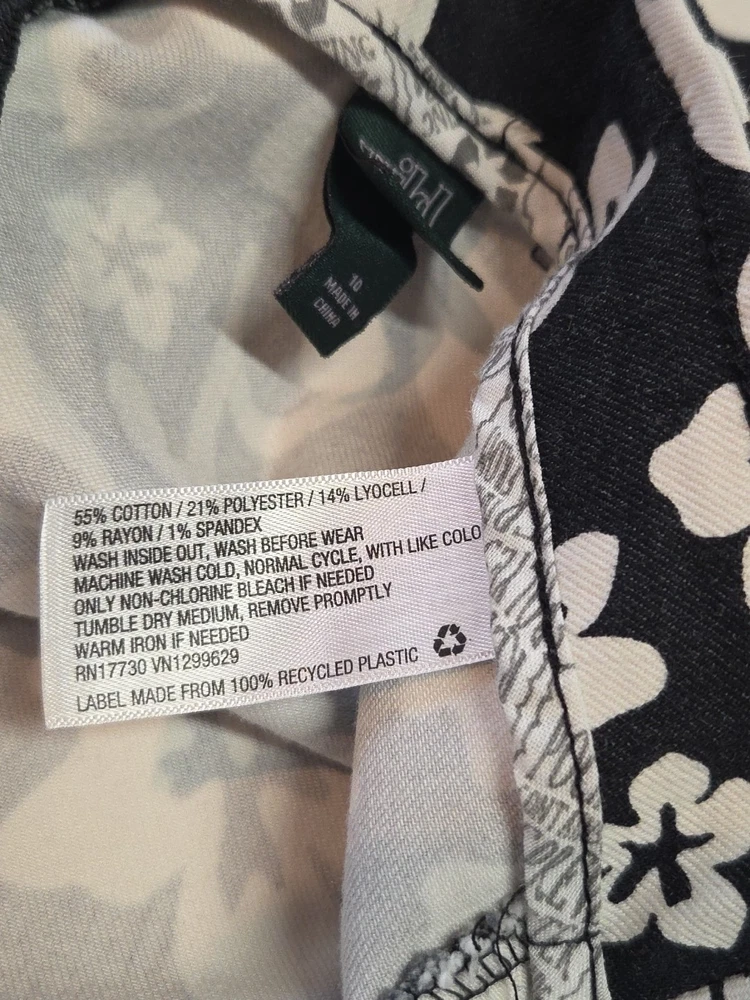 10
MADE IN
CHINA
55% COTTON / 21% POLYESTER / 14% LYOCELL /
9% RAYON / 1% SPANDEX
WASH INSIDE OUT, WASH BEFORE WEAR
MACHINE WASH COLD, NORMAL CYCLE, WITH LIKE COLO
ONLY NON-CHLORINE BLEACH IF NEEDED
TUMBLE DRY MEDIUM, REMOVE PROMPTLY
WARM IRON IF NEEDED
RN17730 VN1299629
LABEL MADE FROM 100% RECYCLED PLASTIC